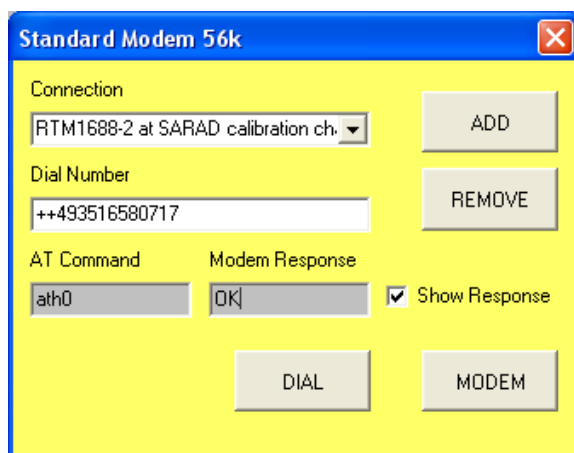 Standard Modem 56k
Connection
RTM1688-2 at SARAD calibration ch
ADD
Dial Number
++493516580717
REMOVE
AT Command Modem Response
ath0 OK Show Response
DIAL MODEM